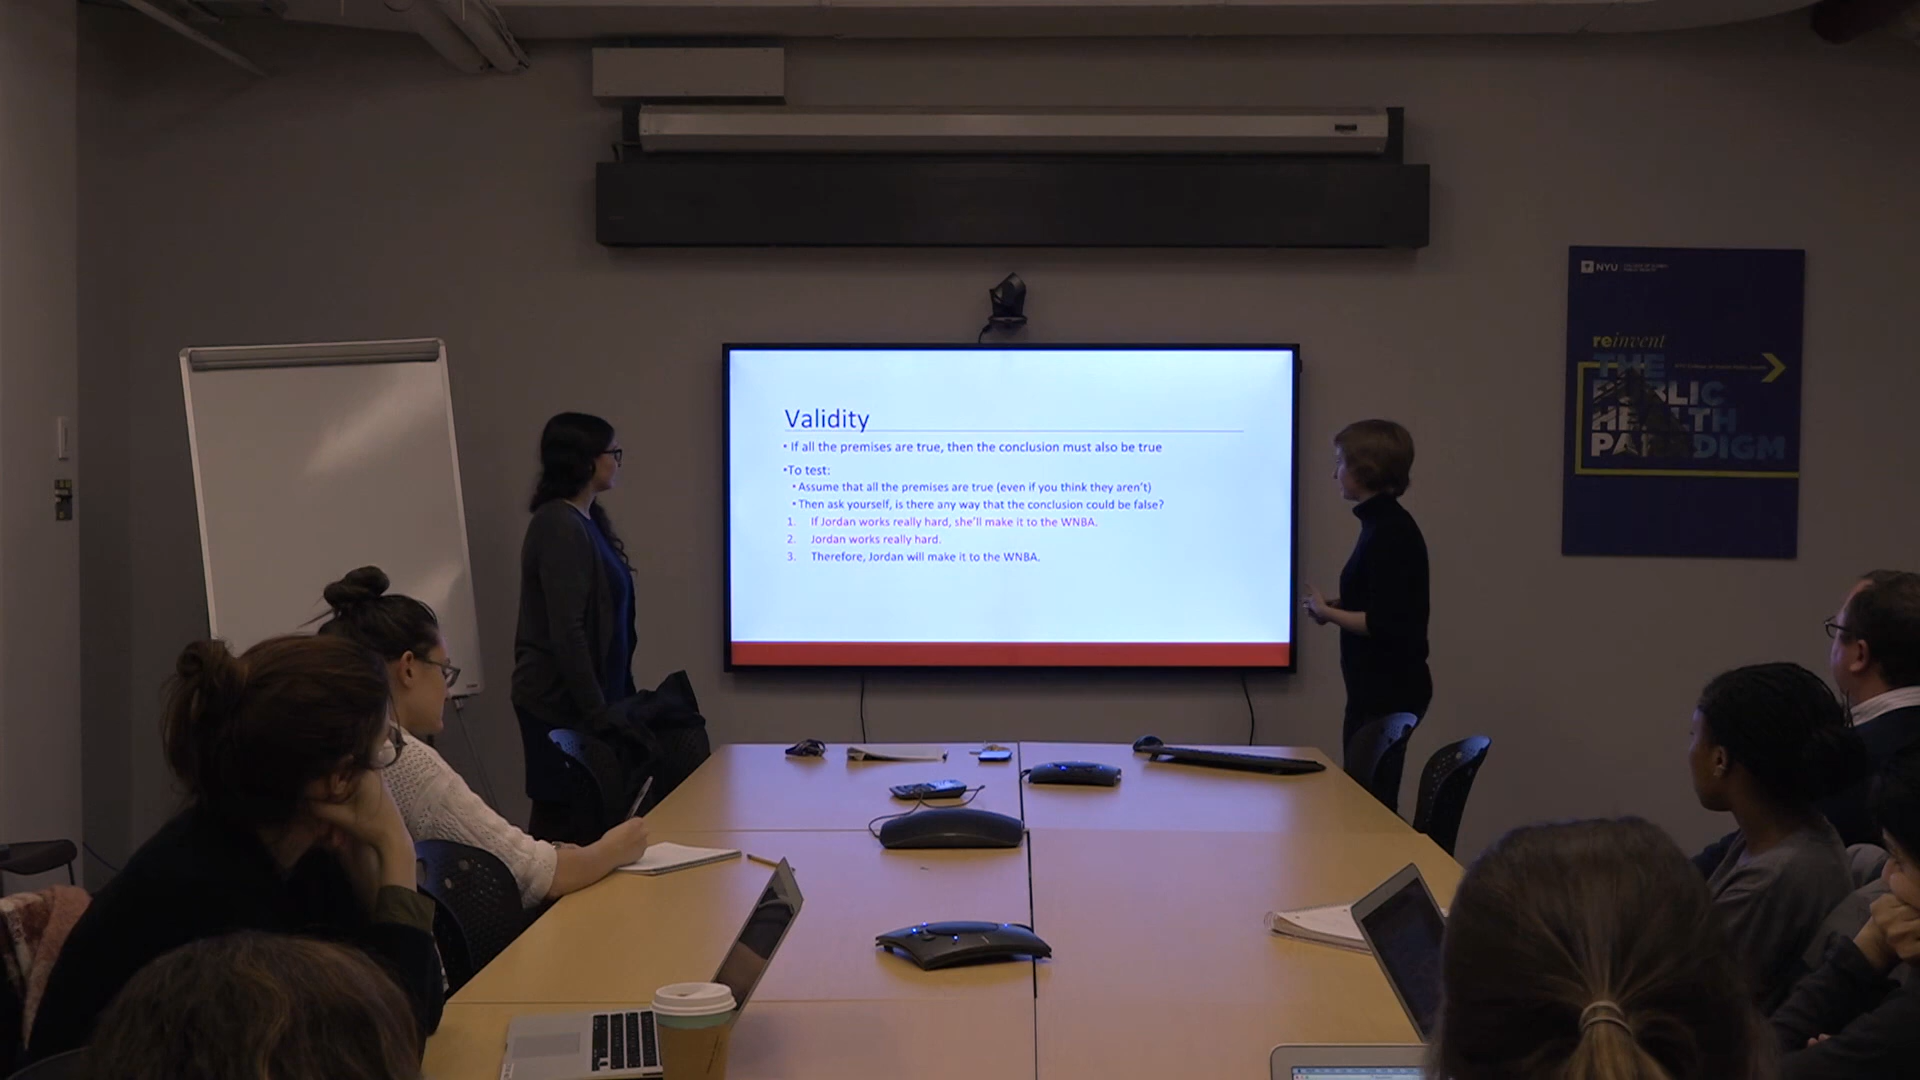 Validity
• If all the premises are true, then the conclusion must also be true
•To test:
• Assume that all the premises are true (even if you think they aren't)
• Then ask yourself, is there any way that the conclusion could be false?
1. If Jordan works really hard, she'll make it to the WNBA.
2. Jordan works really hard.
3. Therefore, Jordan will make it to the WNBA.
NYU
reinvent
THE
PUBLIC
HEALTH
PARADIGM